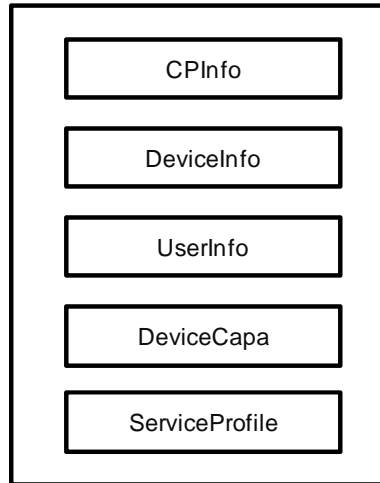 CPInfo
DeviceInfo
UserInfo
DeviceCapa
ServiceProfile